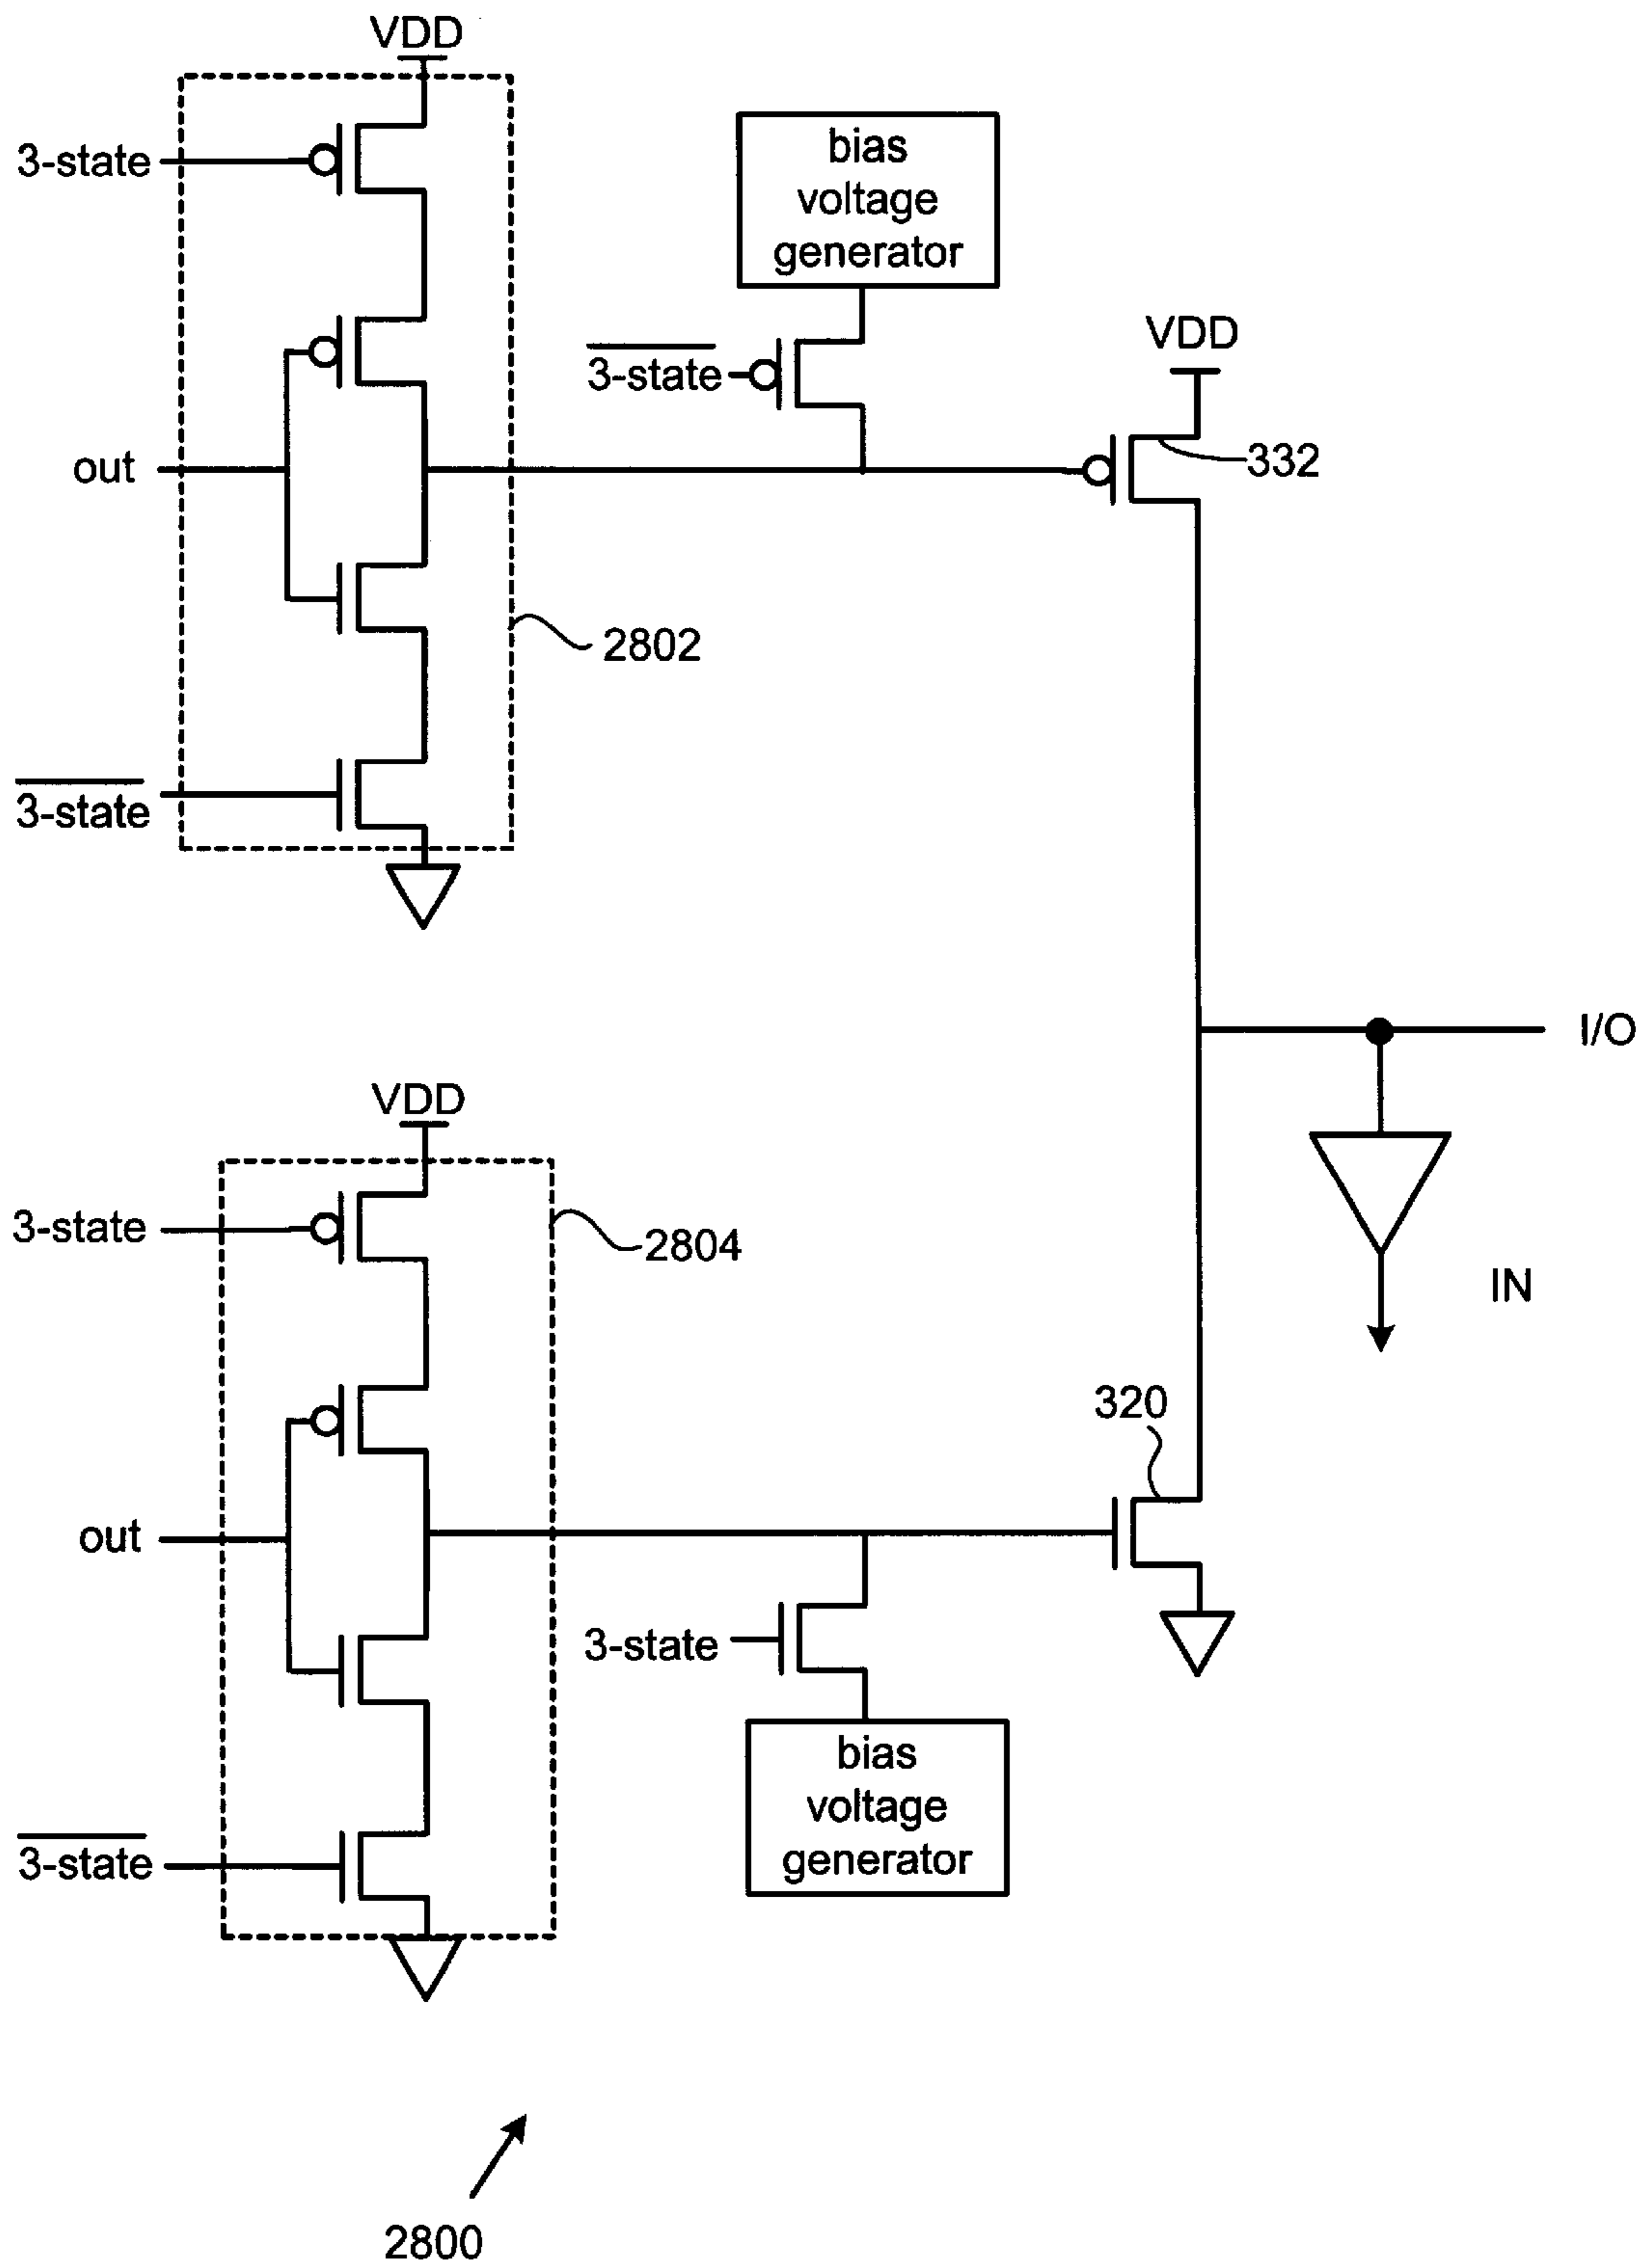 VDD
3-state
bias
voltage
generator
VDD
3-state
332
out
2802
3-state
I/O
VDD
3-state
2804
IN
320
out
3-state
bias
voltage
generator
3-state
2800